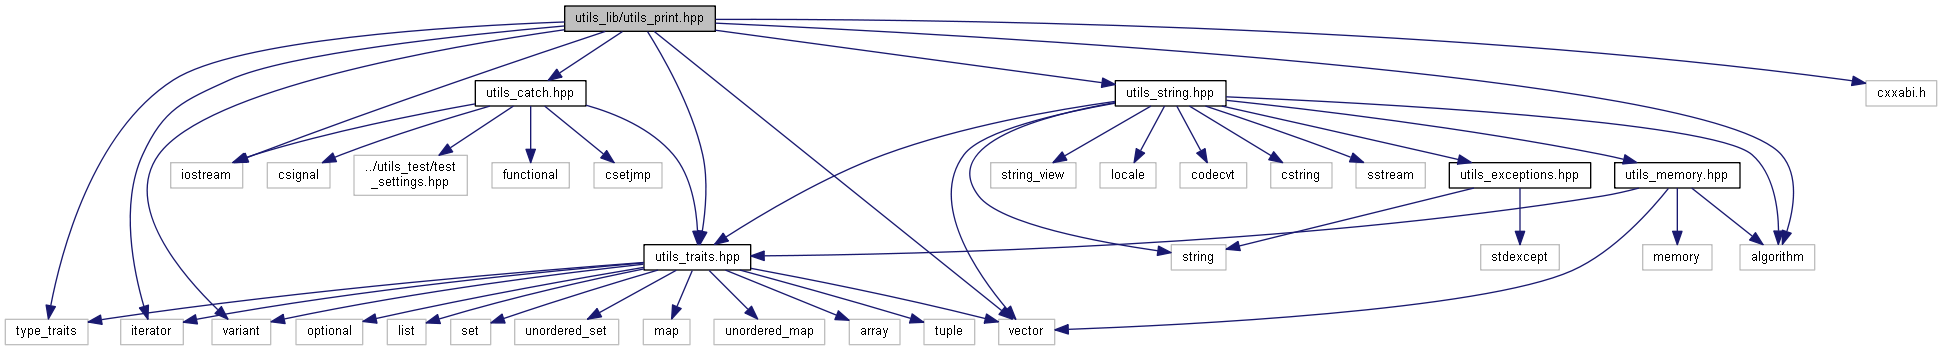 utils_lib/utils_print.hpp
utils_catch.hpp
utils_string.hpp
cxxabi.h
iostream
csignal
../utils_test/test
_settings.hpp
functional
csetjmp
string_view
locale
codecvt
cstring
sstream
utils_exceptions.hpp
utils_memory.hpp
utils_traits.hpp
string
stdexcept
memory
algorithm
type_traits
iterator
variant
optional
list
set
unordered_set
map
unordered_map
array
tuple
vector